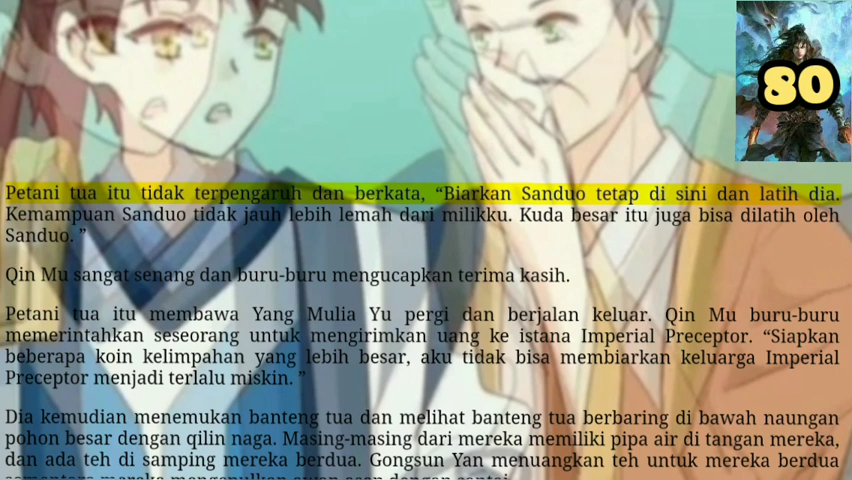 80
Petani tua itu tidak terpengaruh dan berkata, “Biarkan Sanduo tetap di sini dan latih dia.
Kemampuan Sanduo tidak jauh lebih lemah dari milikku. Kuda besar itu juga bisa dilatih oleh
Sanduo. ”
Qin Mu sangat senang dan buru-buru mengucapkan terima kasih.
Petani tua itu membawa Yang Mulia Yu pergi dan berjalan keluar. Qin Mu buru-buru
memerintahkan seseorang untuk mengirimkan uang ke istana Imperial Preceptor. “Siapkan
beberapa koin kelimpahan yang lebih besar, aku tidak bisa membiarkan keluarga Imperial
Preceptor menjadi terlalu miskin. ”
Dia kemudian menemukan banteng tua dan melihat banteng tua berbaring di bawah naungan
pohon besar dengan qilin naga. Masing-masing dari mereka memiliki pipa air di tangan mereka,
dan ada teh di samping mereka berdua. Gongsun Yan menuangkan teh untuk mereka berdua